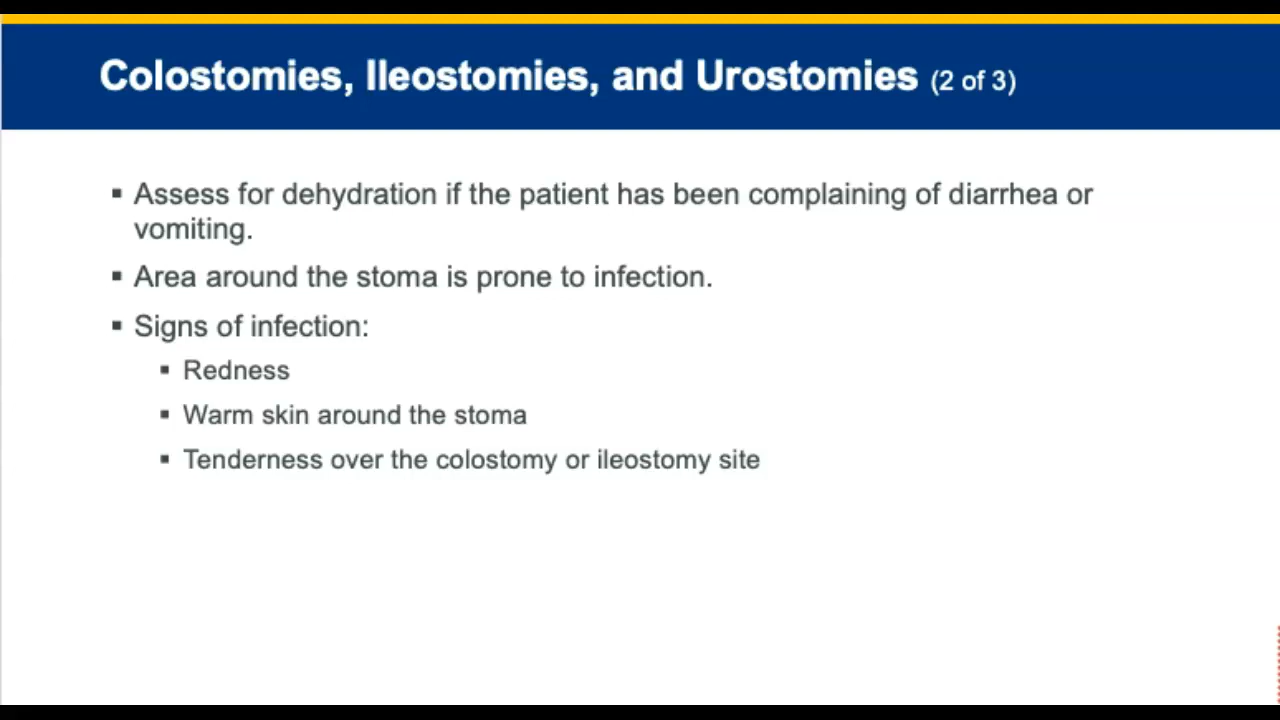 Colostomies, Ileostomies, and Urostomies (2 of 3)
▪ Assess for dehydration if the patient has been complaining of diarrhea or
vomiting.
▪ Area around the stoma is prone to infection.
▪ Signs of infection:
▪ Redness
▪ Warm skin around the stoma
▪ Tenderness over the colostomy or ileostomy site